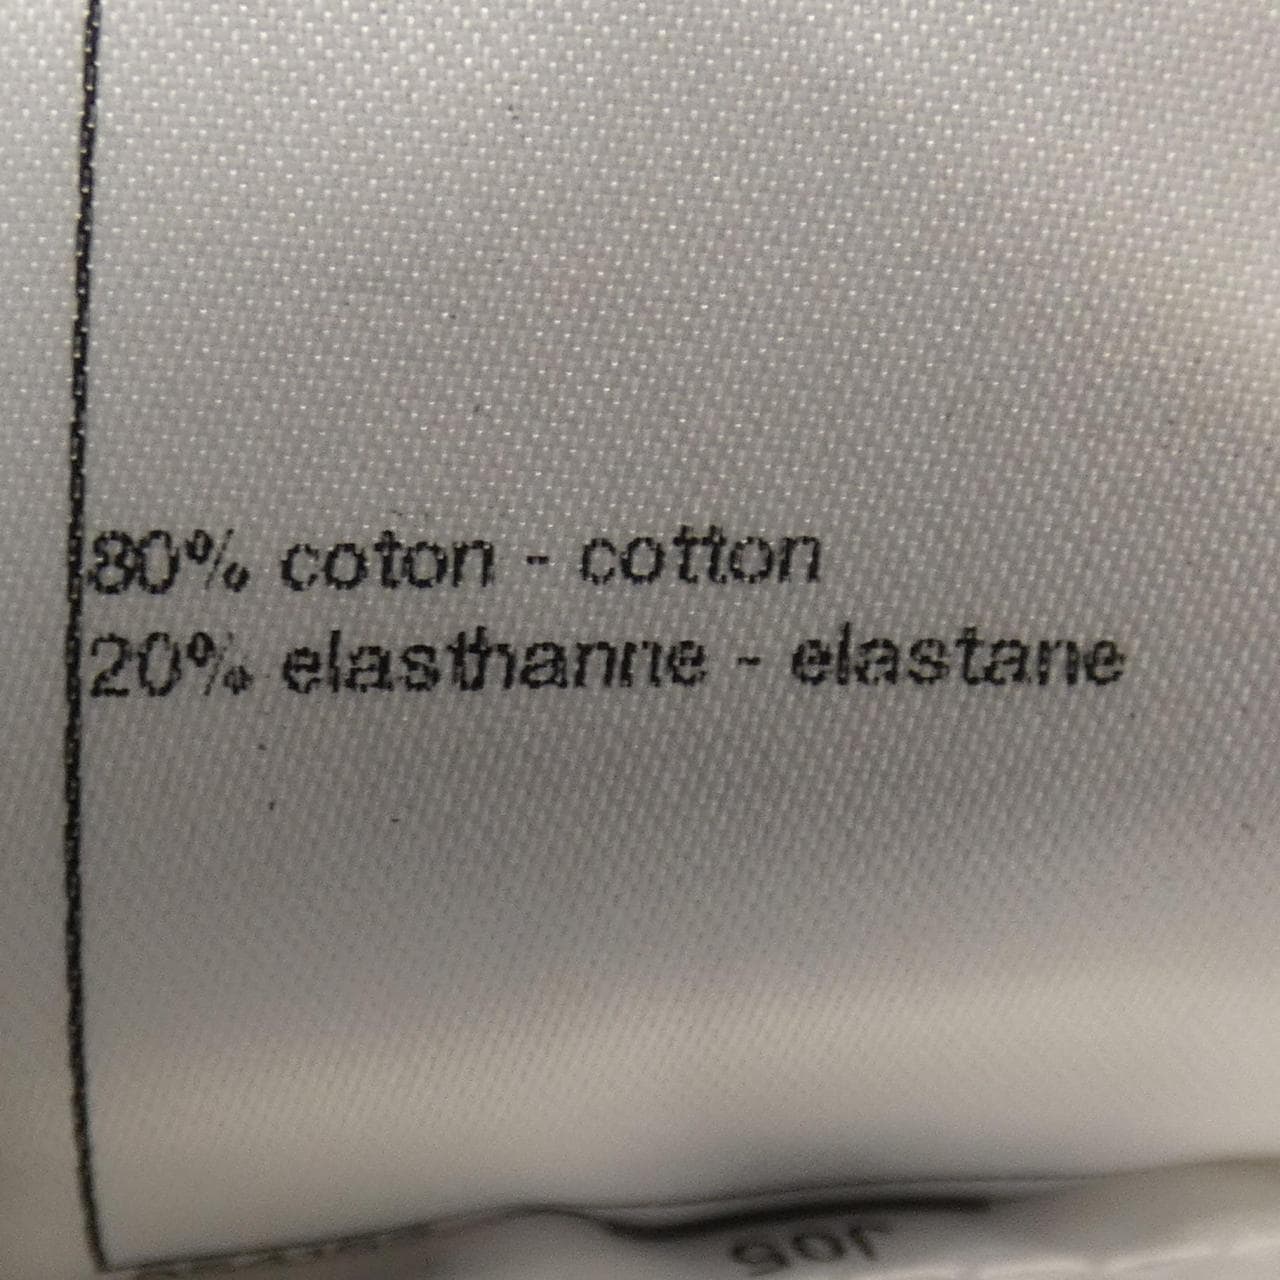 80% coton - cotton
20% elasthanne - elastane